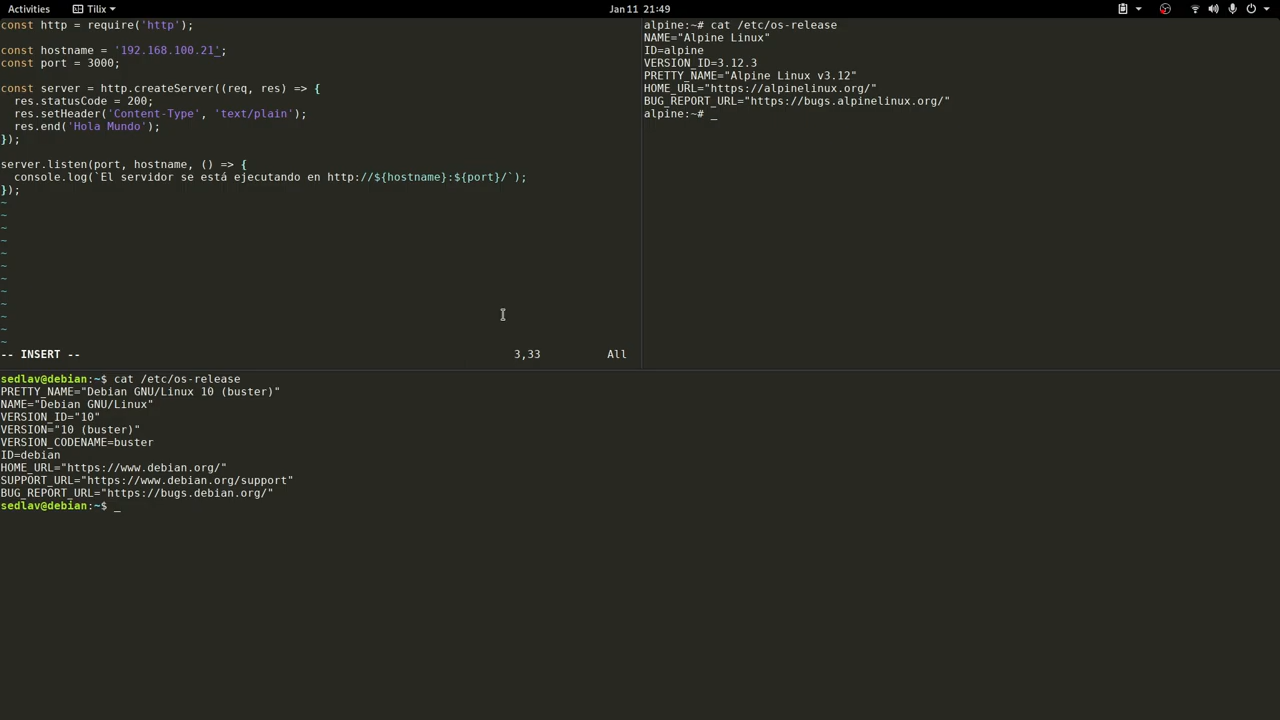 Activities Tilix Jan 11 21:49
const http = require('http');
const hostname = '192.168.100.21';
const port = 3000;
const server = http.createServer((req, res) => {
  res.statusCode = 200;
  res.setHeader('Content-Type', 'text/plain');
  res.end('Hola Mundo');
});
server.listen(port, hostname, () => {
  console.log(`El servidor se está ejecutando en http://${hostname}:${port}/`);
});
~
~
~
~
~
~
~
~
~
~
~
~
-- INSERT -- 3,33 All
alpine:~# cat /etc/os-release
NAME="Alpine Linux"
ID=alpine
VERSION_ID=3.12.3
PRETTY_NAME="Alpine Linux v3.12"
HOME_URL="https://alpinelinux.org/"
BUG_REPORT_URL="https://bugs.alpinelinux.org/"
alpine:~# _
sedlav@debian:~$ cat /etc/os-release
PRETTY_NAME="Debian GNU/Linux 10 (buster)"
NAME="Debian GNU/Linux"
VERSION_ID="10"
VERSION="10 (buster)"
VERSION_CODENAME=buster
ID=debian
HOME_URL="https://www.debian.org/"
SUPPORT_URL="https://www.debian.org/support"
BUG_REPORT_URL="https://bugs.debian.org/"
sedlav@debian:~$ _